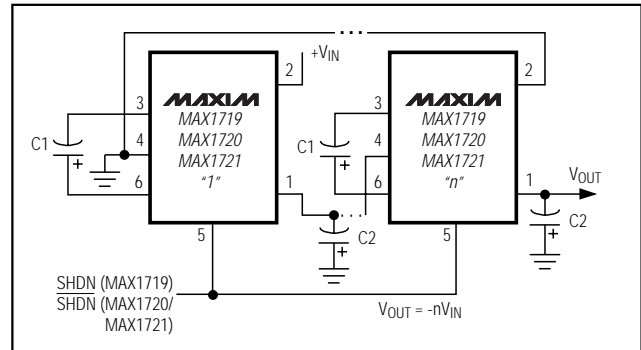 ...
+VIN
2
2
MAXIM
MAX1719
MAX1720
MAX1721
"1"
MAXIM
MAX1719
MAX1720
MAX1721
"n"
3
4
6
C1
+
3
4
6
C1
+
1
...
C2
+
1
VOUT
C2
+
5
5
SHDN (MAX1719)
SHDN (MAX1720/
MAX1721)
VOUT = -nVIN